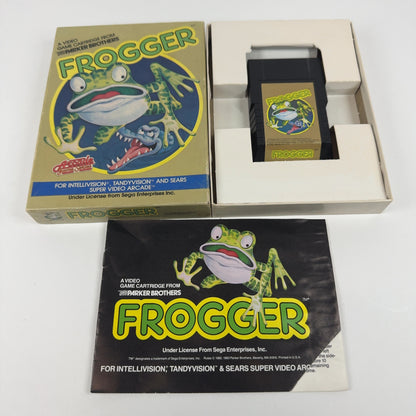 A VIDEO
GAME CARTRIDGE FROM
PARKER BROTHERS
FROGGER
FOR INTELLIVISION, TANDYVISION AND SEARS
SUPER VIDEO ARCADE
Under License from Sega Enterprises Inc.
FROGGER
FROGGER
FROGGER
A VIDEO
GAME CARTRIDGE FROM
PARKER BROTHERS
FROGGER
Under License From Sega Enterprises, Inc.
FOR INTELLIVISION, TANDYVISION & SEARS SUPER VIDEO ARC